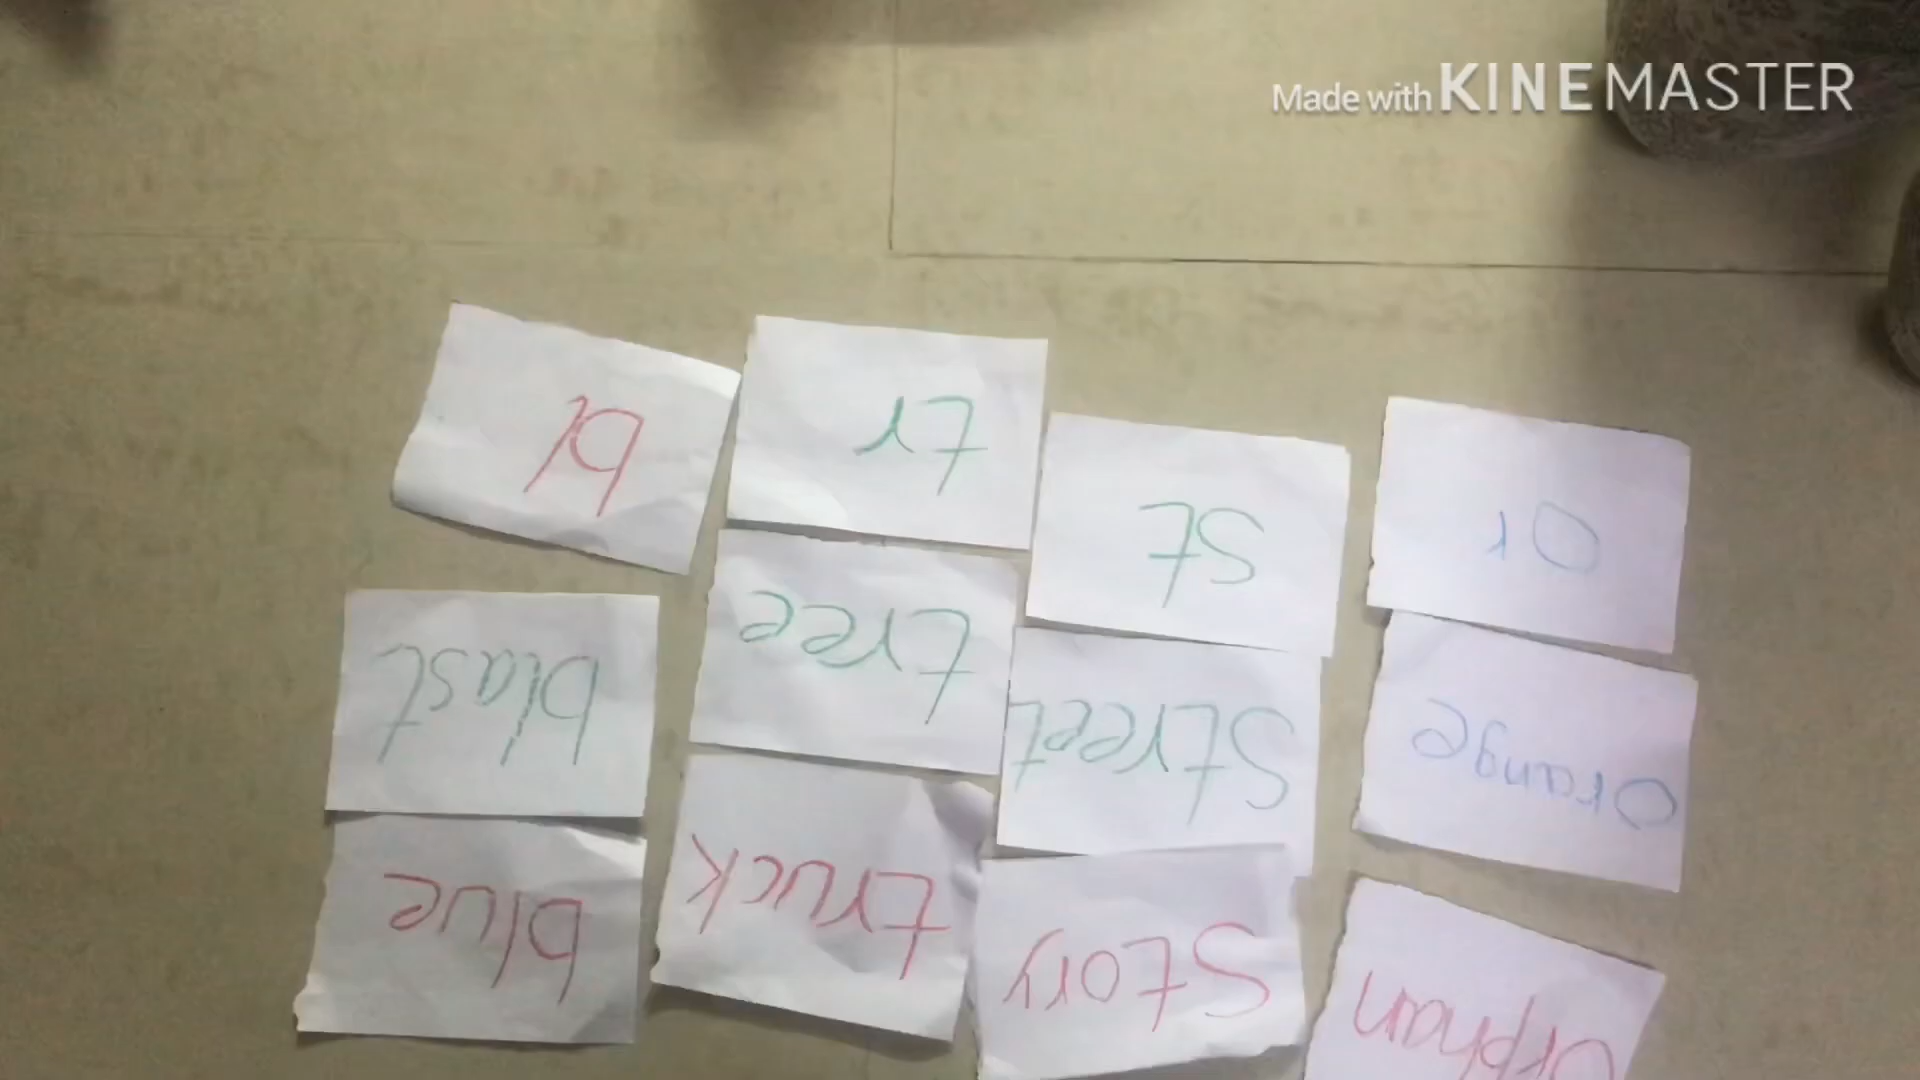 Made with KINEMASTER
or
st
tr
bl
orange
street
tree
blast
orphan
story
truck
blue